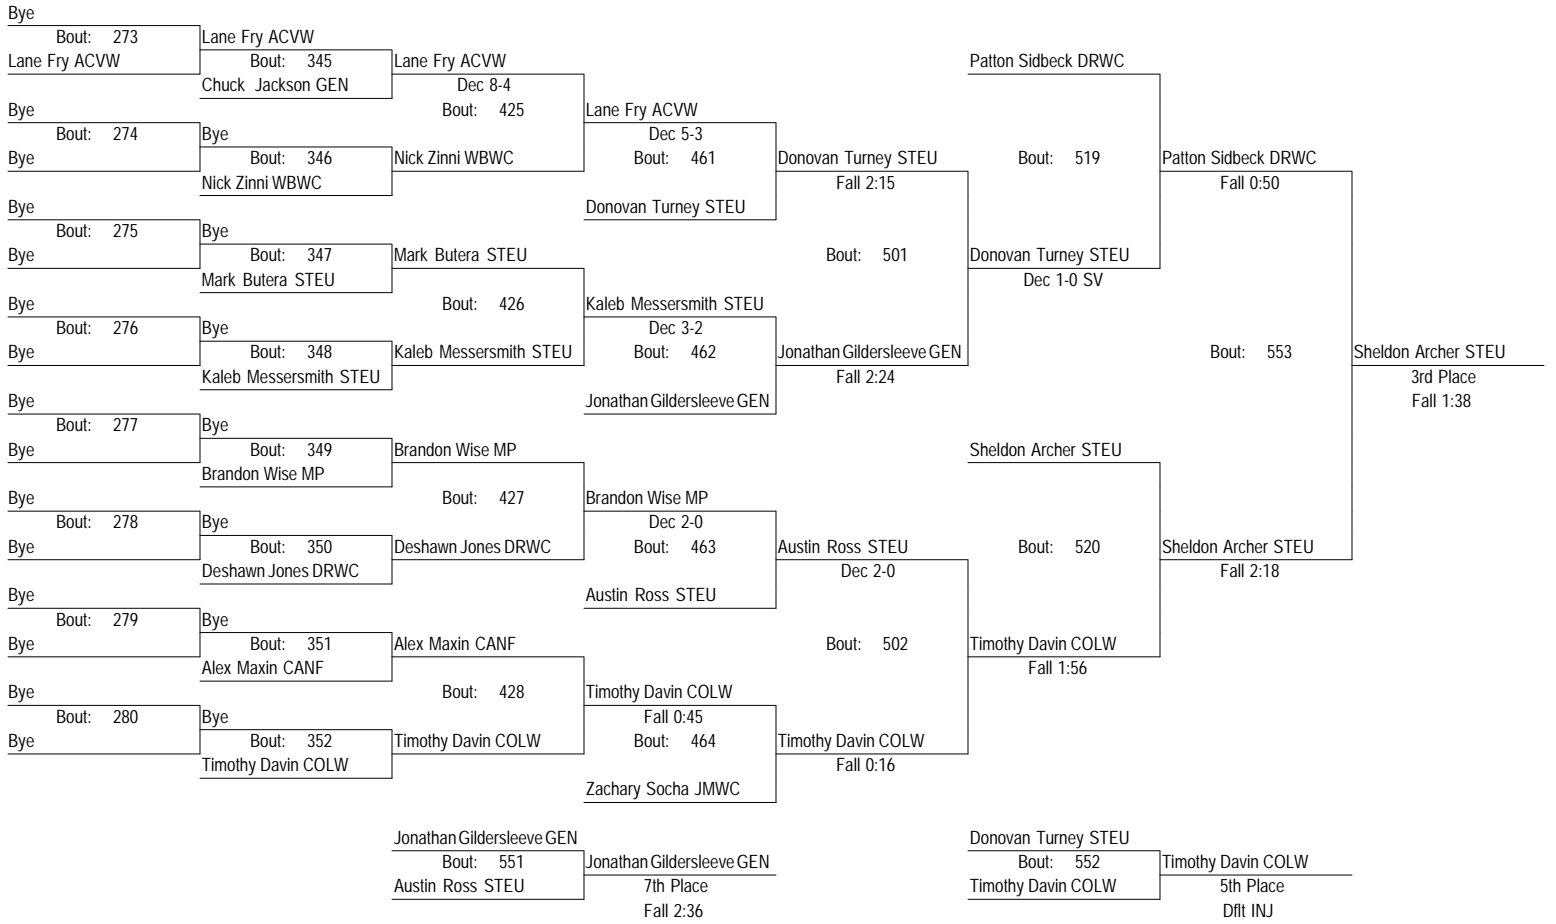 Bye
Bout: 273 Lane Fry ACVW
Lane Fry ACVW Bout: 345 Lane Fry ACVW Patton Sidbeck DRWC
Chuck Jackson GEN Dec 8-4
Bye Bout: 425 Lane Fry ACVW
Bout: 274 Bye Dec 5-3
Bye Bout: 346 Nick Zinni WBWC Bout: 461 Donovan Turney STEU Bout: 519 Patton Sidbeck DRWC
Nick Zinni WBWC Fall 2:15 Fall 0:50
Bye Donovan Turney STEU
Bout: 275 Bye
Bye Bout: 347 Mark Butera STEU Bout: 501 Donovan Turney STEU
Mark Butera STEU Dec 1-0 SV
Bye Bout: 426 Kaleb Messersmith STEU
Bout: 276 Bye Dec 3-2
Bye Bout: 348 Kaleb Messersmith STEU Bout: 462 Jonathan Gildersleeve GEN Bout: 553 Sheldon Archer STEU
Kaleb Messersmith STEU Fall 2:24 3rd Place
Bye Jonathan Gildersleeve GEN Fall 1:38
Bout: 277 Bye
Bye Bout: 349 Brandon Wise MP Sheldon Archer STEU
Brandon Wise MP
Bye Bout: 427 Brandon Wise MP
Bout: 278 Bye Dec 2-0
Bye Bout: 350 Deshawn Jones DRWC Bout: 463 Austin Ross STEU Bout: 520 Sheldon Archer STEU
Deshawn Jones DRWC Dec 2-0 Fall 2:18
Bye Austin Ross STEU
Bout: 279 Bye
Bye Bout: 351 Alex Maxin CANF Bout: 502 Timothy Davin COLW
Alex Maxin CANF Fall 1:56
Bye Bout: 428 Timothy Davin COLW
Bout: 280 Bye Fall 0:45
Bye Bout: 352 Timothy Davin COLW Bout: 464 Timothy Davin COLW
Timothy Davin COLW Fall 0:16
Zachary Socha JMWC
Jonathan Gildersleeve GEN Donovan Turney STEU
Bout: 551 Jonathan Gildersleeve GEN Bout: 552 Timothy Davin COLW
Austin Ross STEU 7th Place Timothy Davin COLW 5th Place
Fall 2:36 Dflt INJ